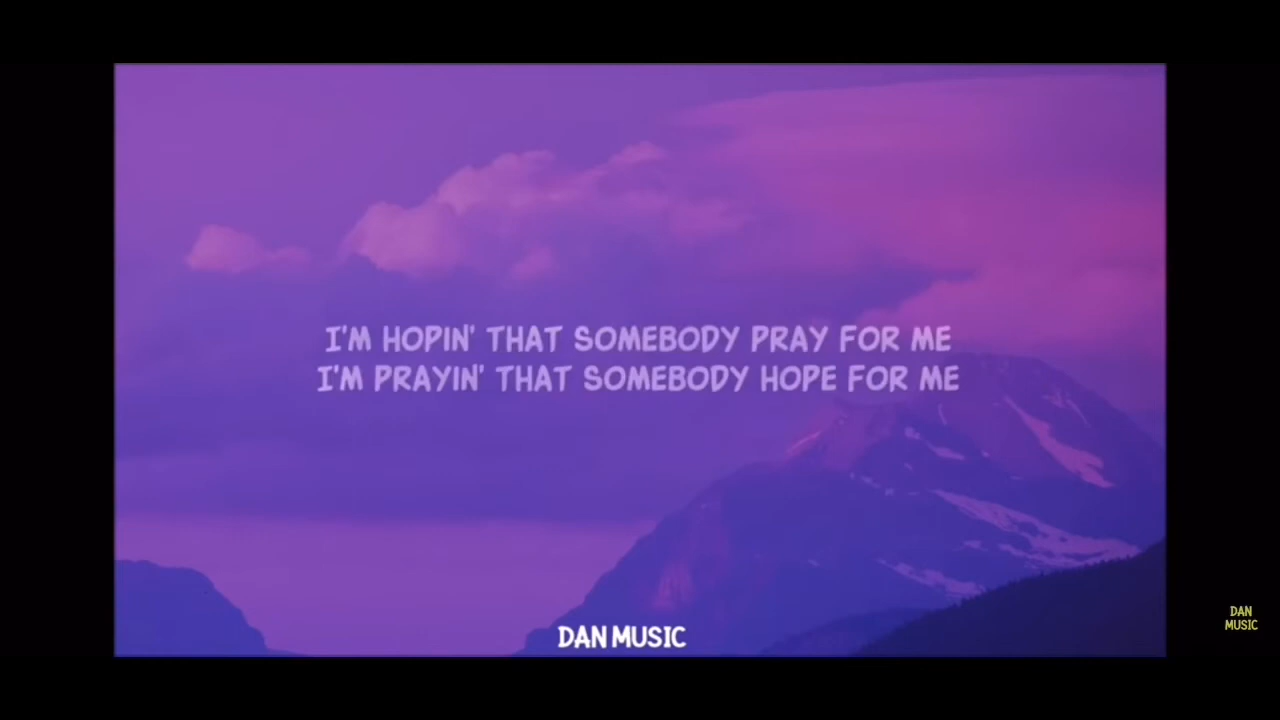 I'M HOPIN' THAT SOMEBODY PRAY FOR ME
I'M PRAYIN' THAT SOMEBODY HOPE FOR ME
DAN MUSIC
DAN
MUSIC